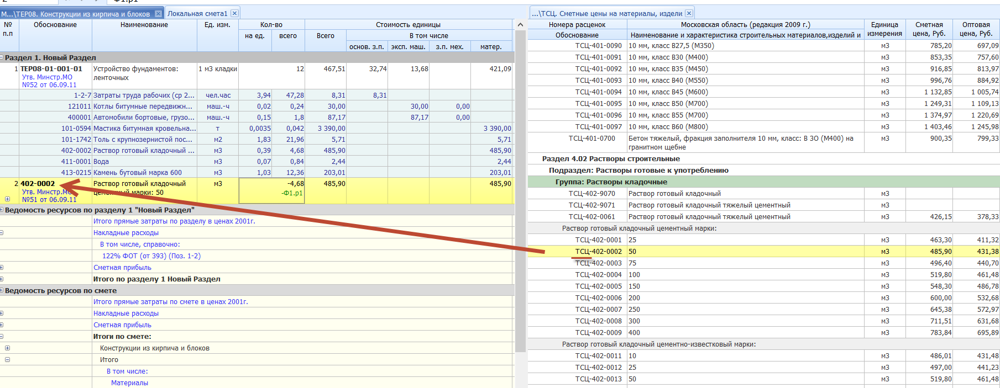 Ф1.р1
М...\ТЕР08. Конструкции из кирпича и блоков
Локальная смета1
№ п.п
Обоснование
Наименование
Ед. изм.
Кол-во
Стоимость единицы
на ед.
всего
Всего
В том числе
основ. з.п.
эксп. маш.
з.п. мех.
матер.
Раздел 1. Новый Раздел
1 ТЕР08-01-001-01 Устройство фундаментов: 1 м3 кладки 12 467,51 32,74 13,68 421,09
Утв. Минстр.МО ленточных
№52 от 06.09.11
1-2-7 Затраты труда рабочих (ср 2... чел.час 3,94 47,28 8,31 8,31
121011 Котлы битумные передвижн... маш.-ч 0,02 0,24 30,00 30,00 0,00
400001 Автомобили бортовые, грузо... маш.-ч 0,15 1,8 87,17 87,17 0,00
101-0594 Мастика битумная кровельна... т 0,0035 0,042 3 390,00 3 390,00
101-1742 Толь с крупнозернистой пос... м2 1,83 21,96 5,71 5,71
402-0002 Раствор готовый кладочный ... м3 0,39 4,68 485,90 485,90
411-0001 Вода м3 0,07 0,84 2,44 2,44
413-0215 Камень бутовый марка 600 м3 1,03 12,36 203,01 203,01
2 402-0002 Раствор готовый кладочный м3 -4,68 485,90 485,90
Утв. Минстр.МО цементный марки: 50 -Ф1.р1
№51 от 06.09.11
Ведомость ресурсов по разделу 1 "Новый Раздел"
Итого прямые затраты по разделу в ценах 2001г.
Накладные расходы
В том числе, справочно:
122% ФОТ (от 393) (Поз. 1-2)
Сметная прибыль
Итого по разделу 1 Новый Раздел
Ведомость ресурсов по смете
Итого прямые затраты по смете в ценах 2001г.
Накладные расходы
Сметная прибыль
Итоги по смете:
Конструкции из кирпича и блоков
Итого
В том числе:
Материалы
...\ТСЦ. Сметные цены на материалы, издели
Номера расценок Московская область (редакция 2009 г.) Единица Сметная Оптовая
Обоснование Наименование и характеристика строительных материалов,изделий и измерения цена, Руб. цена, Руб.
ТСЦ-401-0090 10 мм, класс В27,5 (М350) м3 785,20 697,09
ТСЦ-401-0091 10 мм, класс В30 (М400) м3 853,35 757,60
ТСЦ-401-0092 10 мм, класс В35 (М450) м3 916,85 813,97
ТСЦ-401-0093 10 мм, класс В40 (М550) м3 996,76 884,92
ТСЦ-401-0094 10 мм, класс В45 (М600) м3 1 132,85 1 005,74
ТСЦ-401-0095 10 мм, класс В50 (М700) м3 1 249,31 1 109,13
ТСЦ-401-0096 10 мм, класс В55 (М700) м3 1 374,97 1 220,69
ТСЦ-401-0097 10 мм, класс В60 (М800) м3 1 403,46 1 245,98
ТСЦ-401-0700 Бетон тяжелый, фракция заполнителя 10 мм, класс: В 3О (М400) на м3 900,35 799,33
гранитном щебне
Раздел 4.02 Растворы строительные
Подраздел: Растворы готовые к употреблению
Группа: Растворы кладочные
ТСЦ-402-9070 Раствор готовый кладочный м3
ТСЦ-402-9071 Раствор готовый кладочный тяжелый цементный м3
ТСЦ-402-0061 Раствор готовый кладочный тяжелый цементный м3 426,15 378,33
Раствор готовый кладочный цементный марки:
ТСЦ-402-0001 25 м3 463,30 411,32
ТСЦ-402-0002 50 м3 485,90 431,38
ТСЦ-402-0003 75 м3 496,40 440,70
ТСЦ-402-0004 100 м3 519,80 461,48
ТСЦ-402-0005 150 м3 548,30 486,78
ТСЦ-402-0006 200 м3 600,00 532,68
ТСЦ-402-0007 250 м3 645,38 572,97
ТСЦ-402-0008 300 м3 711,51 631,68
ТСЦ-402-0009 400 м3 783,84 695,89
Раствор готовый кладочный цементно-известковый марки:
ТСЦ-402-0011 10 м3 486,01 431,48
ТСЦ-402-0012 25 м3 497,00 441,23
ТСЦ-402-0013 50 м3 519,80 461,48